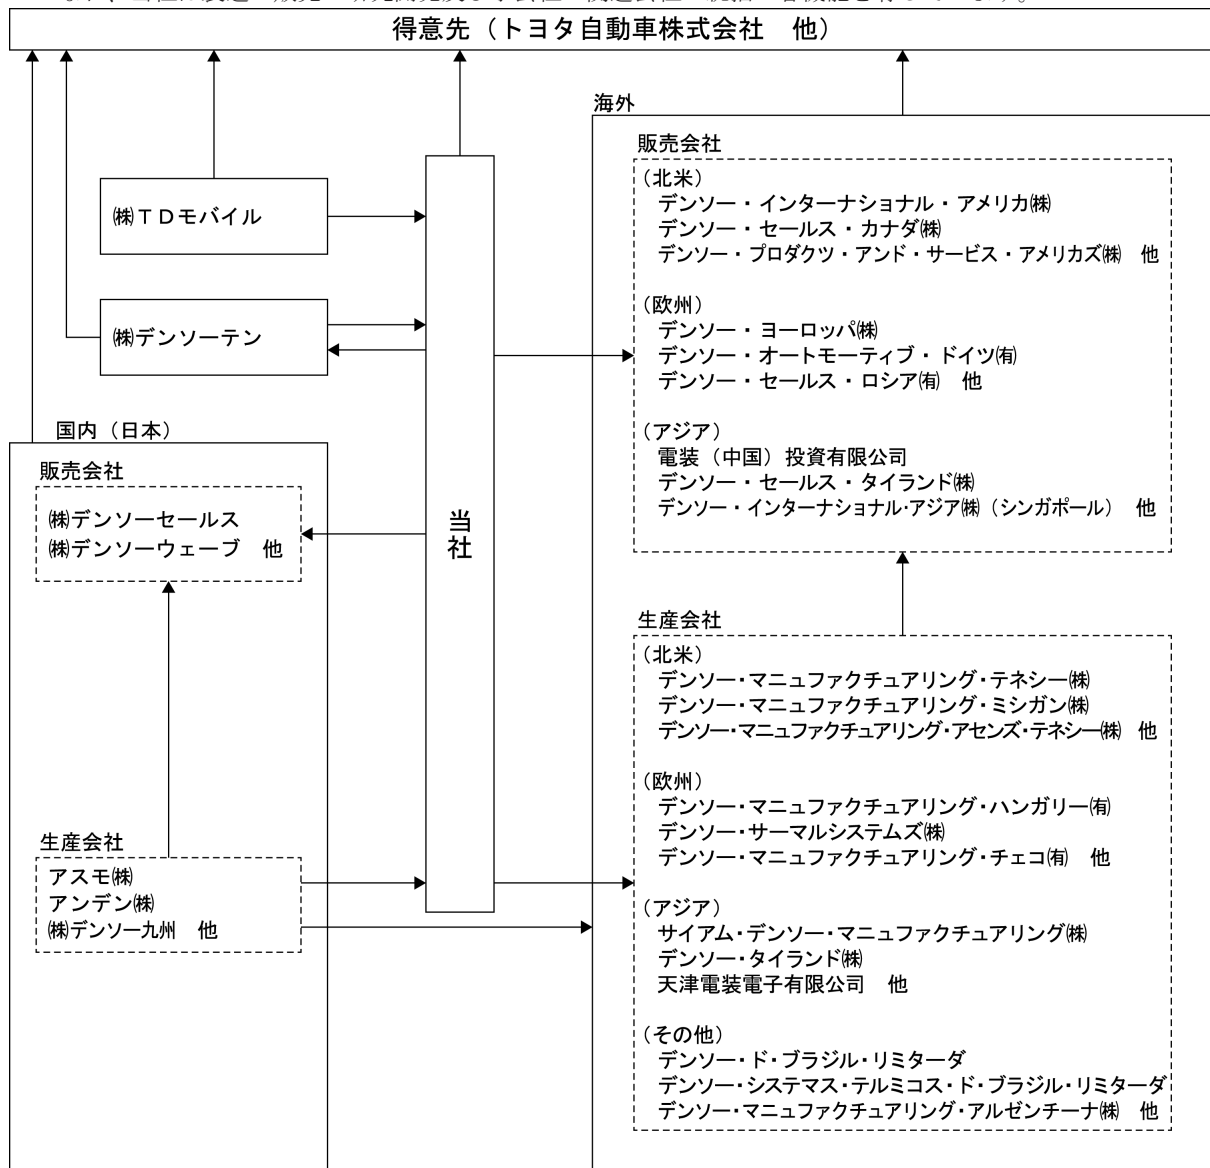 得意先（トヨタ自動車株式会社　他）
㈱ＴＤモバイル
㈱デンソーテン
国内（日本）
販売会社
㈱デンソーセールス
㈱デンソーウェーブ　他
生産会社
アスモ㈱
アンデン㈱
㈱デンソー九州　他
当社
海外
販売会社
（北米）
デンソー・インターナショナル・アメリカ㈱
デンソー・セールス・カナダ㈱
デンソー・プロダクツ・アンド・サービス・アメリカズ㈱　他
（欧州）
デンソー・ヨーロッパ㈱
デンソー・オートモーティブ・ドイツ㈲
デンソー・セールス・ロシア㈲　他
（アジア）
電装（中国）投資有限公司
デンソー・セールス・タイランド㈱
デンソー・インターナショナル・アジア㈱（シンガポール）　他
生産会社
（北米）
デンソー・マニュファクチュアリング・テネシー㈱
デンソー・マニュファクチュアリング・ミシガン㈱
デンソー・マニュファクチュアリング・アセンズ・テネシー㈱　他
（欧州）
デンソー・マニュファクチュアリング・ハンガリー㈲
デンソー・サーマルシステムズ㈱
デンソー・マニュファクチュアリング・チェコ㈲　他
（アジア）
サイアム・デンソー・マニュファクチュアリング㈱
デンソー・タイランド㈱
天津電装電子有限公司　他
（その他）
デンソー・ド・ブラジル・リミターダ
デンソー・システマス・テルミコス・ド・ブラジル・リミターダ
デンソー・マニュファクチュアリング・アルゼンチーナ㈱　他